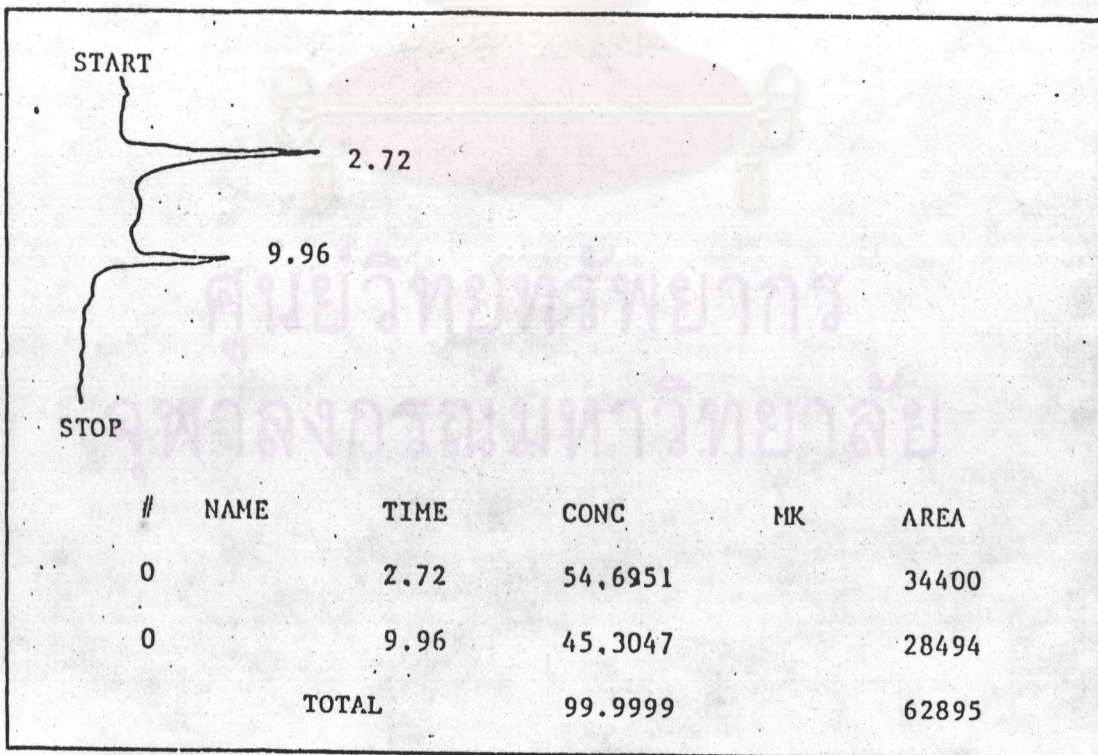 START
2.72
9.96
ศูนย์วิทยทรัพยากร
จุฬาลงกรณ์มหาวิทยาลัย
STOP
# NAME TIME CONC MK AREA
0 2.72 54.6951 34400
0 9.96 45.3047 28494
TOTAL 99.9999 62895